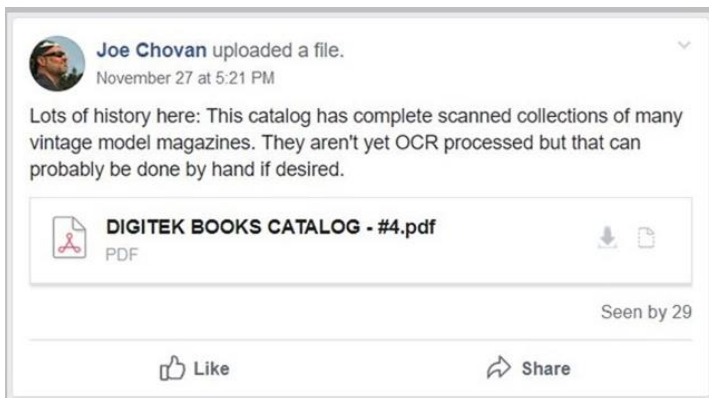 Joe Chovan uploaded a file.
November 27 at 5:21 PM
Lots of history here: This catalog has complete scanned collections of many
vintage model magazines. They aren't yet OCR processed but that can
probably be done by hand if desired.
DIGITEK BOOKS CATALOG - #4.pdf
PDF
Seen by 29
Like Share